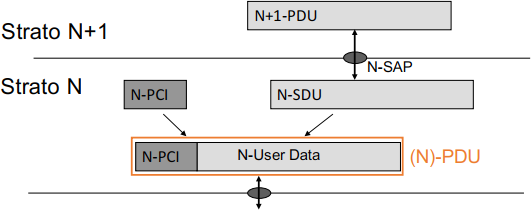 N+1-PDU
Strato N+1
N-SAP
Strato N
N-PCI
N-SDU
N-PCI
N-User Data
(N)-PDU